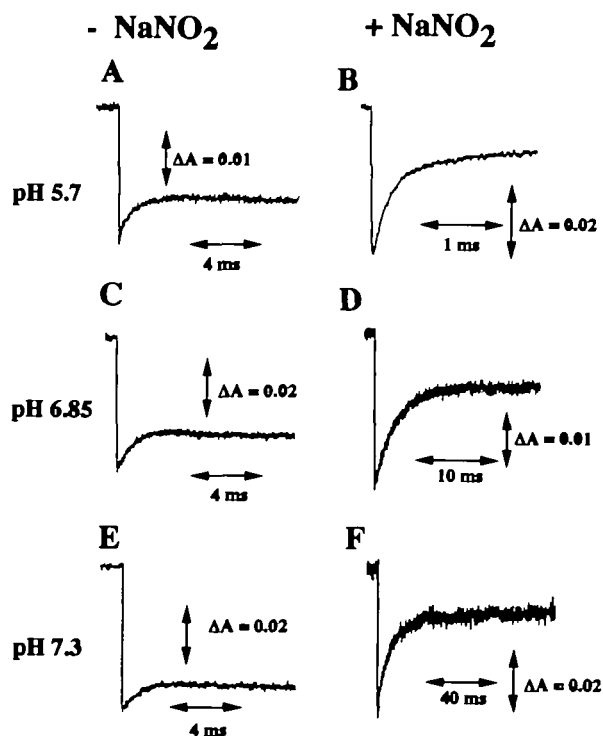 - NaNO2
+ NaNO2
A
B
pH 5.7
ΔA = 0.01
4 ms
1 ms
ΔA = 0.02
C
D
pH 6.85
ΔA = 0.02
4 ms
ΔA = 0.01
10 ms
E
F
pH 7.3
ΔA = 0.02
4 ms
40 ms
ΔA = 0.02